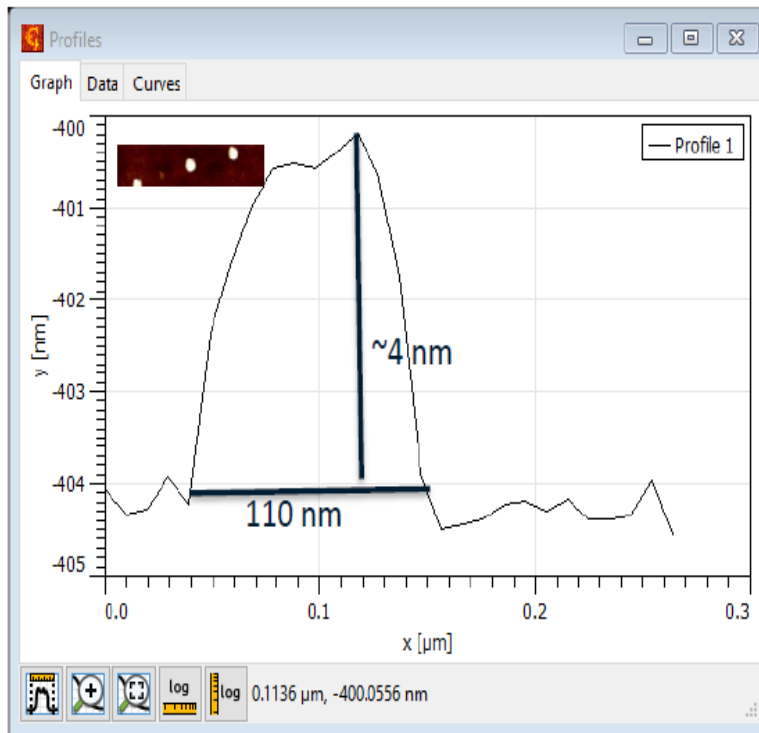 Profiles
Graph Data Curves
-400
Profile 1
-401
-402
~4 nm
y [nm]
-403
-404
110 nm
-405
0.0 0.1 0.2 0.3
x [µm]
log log 0.1136 µm, -400.0556 nm